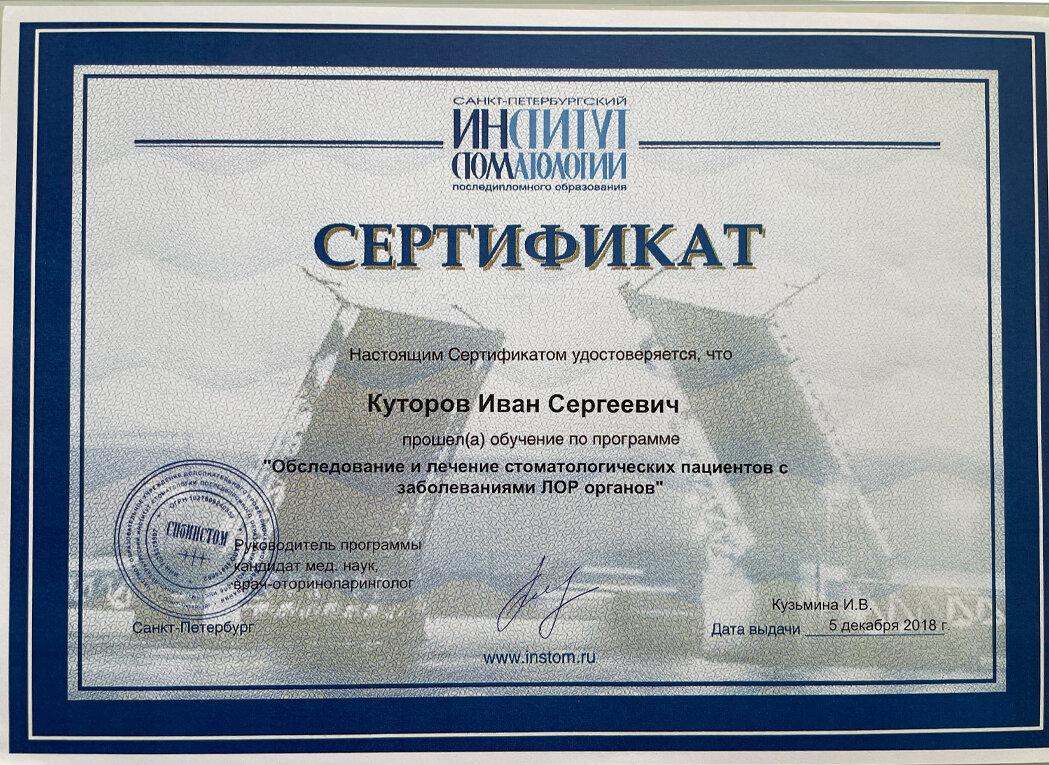 САНКТ-ПЕТЕРБУРГСКИЙ
ИНСТИТУТ
СТОМАТОЛОГИИ
последипломного образования
СЕРТИФИКАТ
Настоящим Сертификатом удостоверяется, что
Куторов Иван Сергеевич
прошел(а) обучение по программе
"Обследование и лечение стоматологических пациентов с
заболеваниями ЛОР органов"
СПбИНСТОМ
Руководитель программы
кандидат мед. наук,
врач-оториноларинголог
Кузьмина И.В.
Санкт-Петербург
Дата выдачи 5 декабря 2018 г.
www.instom.ru